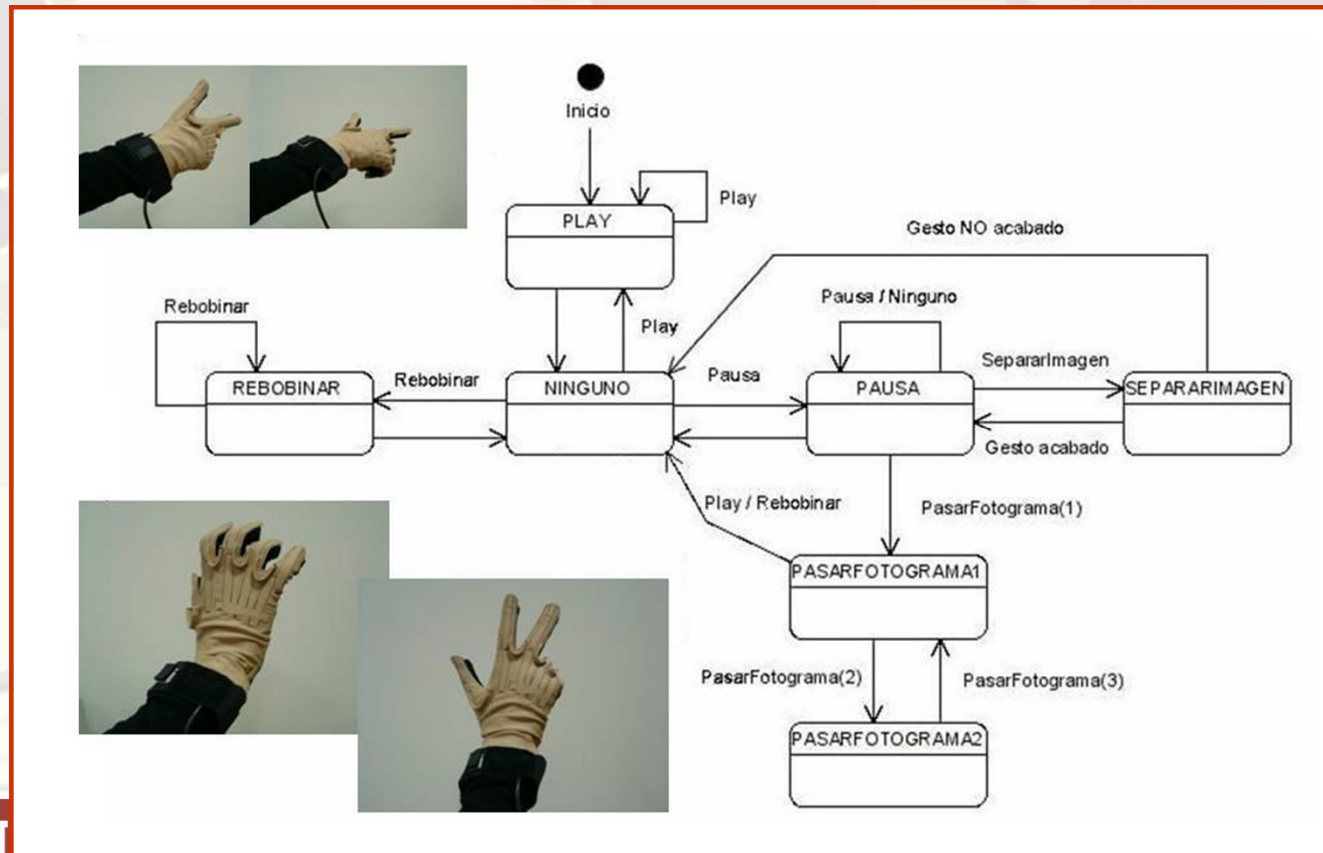 Inicio
PLAY
Play
Gesto NO acabado
Rebobinar
Pausa / Ninguno
Play
SepararImagen
REBOBINAR
Rebobinar
NINGUNO
Pausa
PAUSA
SEPARARIMAGEN
Gesto acabado
Play / Rebobinar
PasarFotograma(1)
PASARFOTOGRAMA1
PasarFotograma(2)
PasarFotograma(3)
PASARFOTOGRAMA2